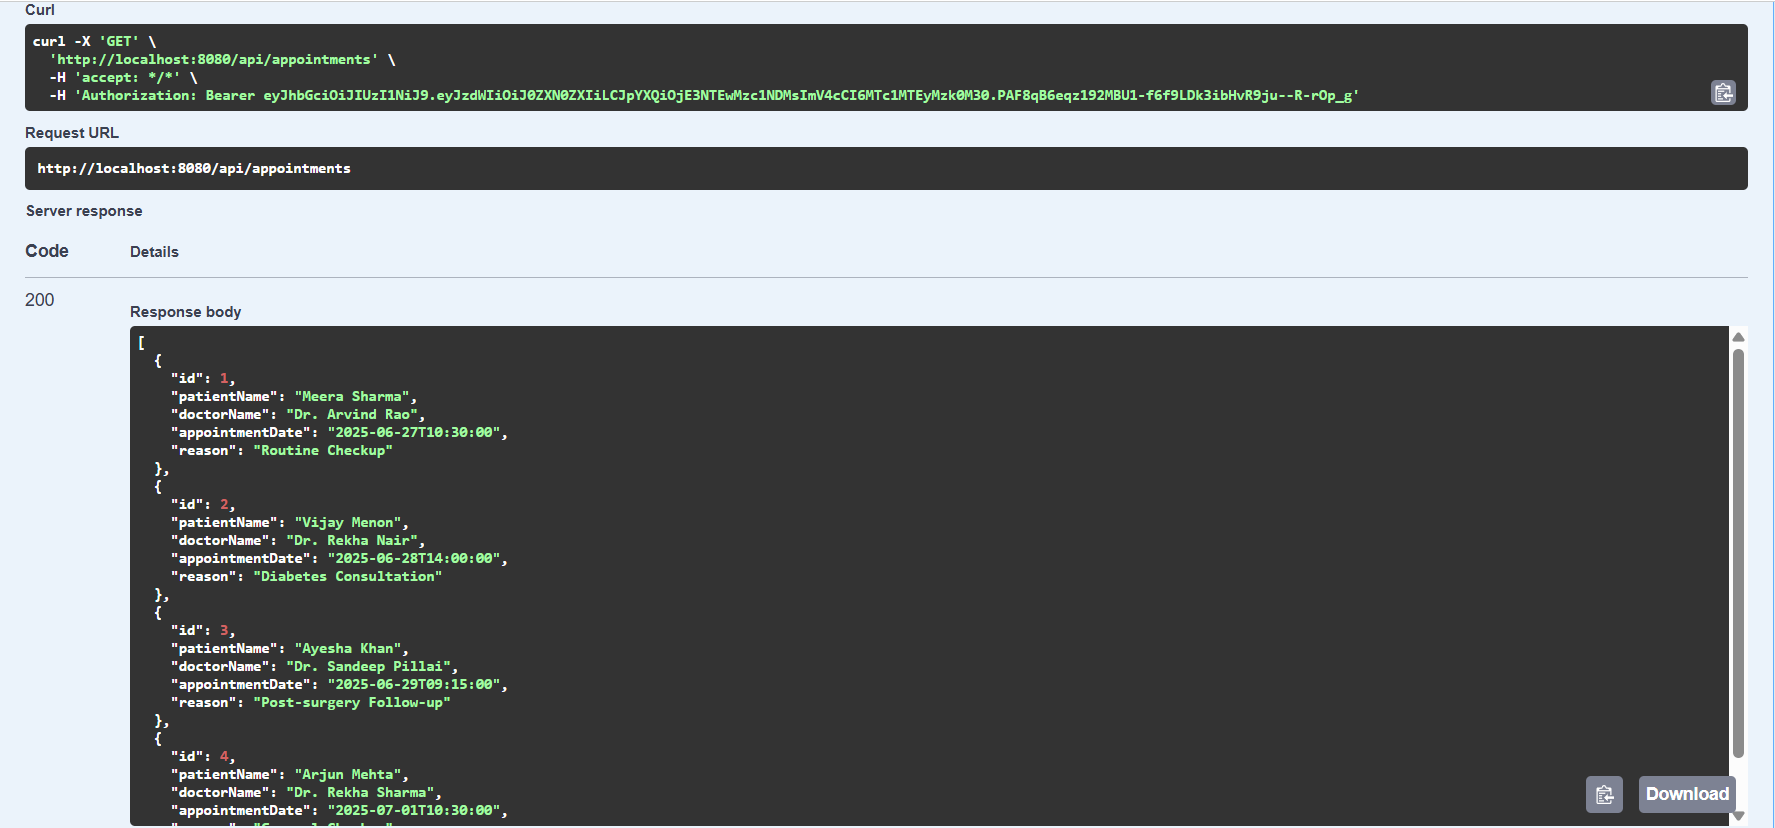 Curl
curl -X 'GET' \
'http://localhost:8080/api/appointments' \
-H 'accept: */*' \
-H 'Authorization: Bearer eyJhbGciOiJIUzI1NiJ9.eyJzdWIiOiJ0ZXN0ZXIiLCJpYXQiOjE3NTEwMzc1NDMsImV4cCI6MTc1MTEyMzk0M30.PAF8qB6eqz192MBU1-f6f9LDk3ibHvR9ju--R-rOp_g'
Request URL
http://localhost:8080/api/appointments
Server response
Code Details
200
Response body
[
{
"id": 1,
"patientName": "Meera Sharma",
"doctorName": "Dr. Arvind Rao",
"appointmentDate": "2025-06-27T10:30:00",
"reason": "Routine Checkup"
},
{
"id": 2,
"patientName": "Vijay Menon",
"doctorName": "Dr. Rekha Nair",
"appointmentDate": "2025-06-28T14:00:00",
"reason": "Diabetes Consultation"
},
{
"id": 3,
"patientName": "Ayesha Khan",
"doctorName": "Dr. Sandeep Pillai",
"appointmentDate": "2025-06-29T09:15:00",
"reason": "Post-surgery Follow-up"
},
{
"id": 4,
"patientName": "Arjun Mehta",
"doctorName": "Dr. Rekha Sharma",
"appointmentDate": "2025-07-01T10:30:00",
Download